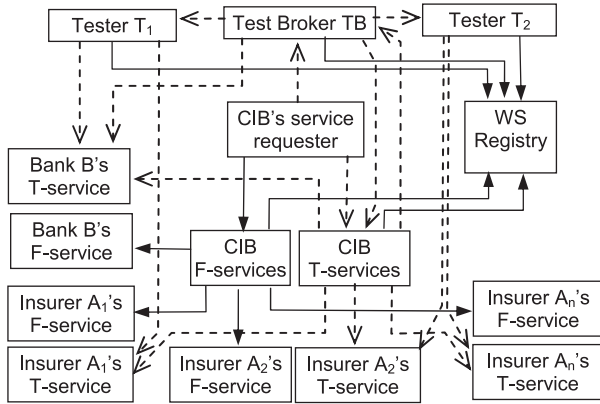 Tester T₁
Test Broker TB
Tester T₂
CIB's service
requester
WS
Registry
Bank B's
T-service
Bank B's
F-service
CIB
F-services
CIB
T-services
Insurer A₁'s
F-service
Insurer Aₙ's
F-service
Insurer A₁'s
T-service
Insurer A₂'s
F-service
Insurer A₂'s
T-service
Insurer Aₙ's
T-service